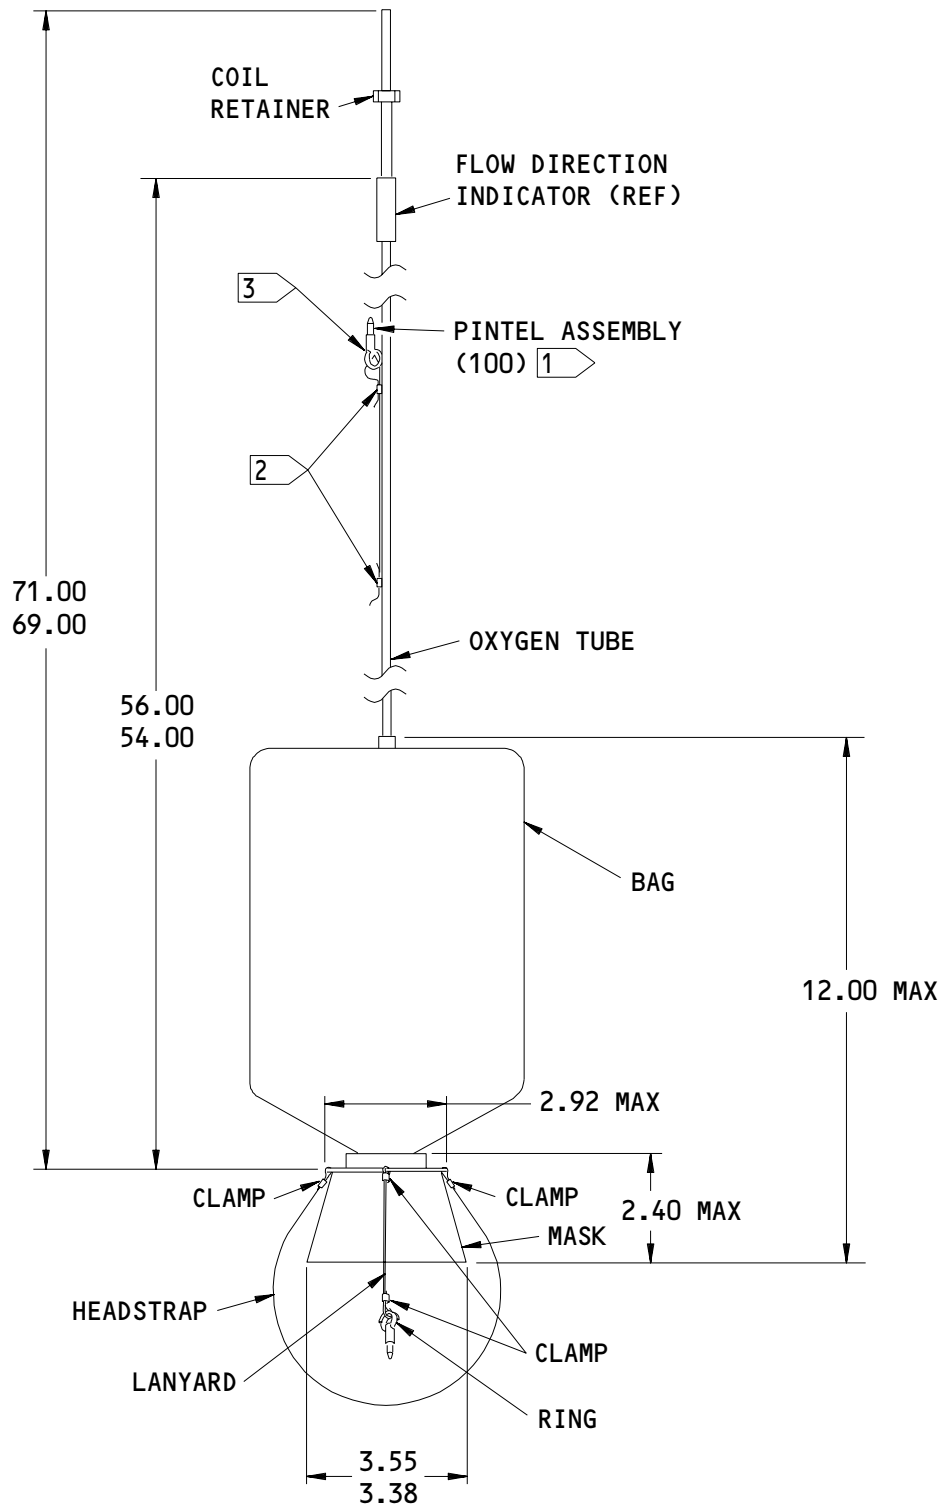 COIL
RETAINER
FLOW DIRECTION
INDICATOR (REF)
3
PINTEL ASSEMBLY
(100) 1
2
71.00
69.00
OXYGEN TUBE
56.00
54.00
BAG
12.00 MAX
2.92 MAX
CLAMP
CLAMP
2.40 MAX
MASK
HEADSTRAP
CLAMP
LANYARD
RING
3.55
3.38